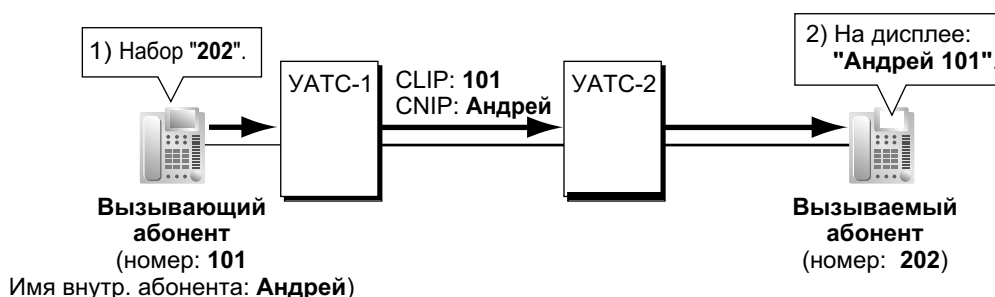 1) Набор "202".
2) На дисплее:
"Андрей 101".
УАТС-1
CLIP: 101
CNIP: Андрей
УАТС-2
Вызывающий
абонент
(номер: 101
Имя внутр. абонента: Андрей)
Вызываемый
абонент
(номер: 202)